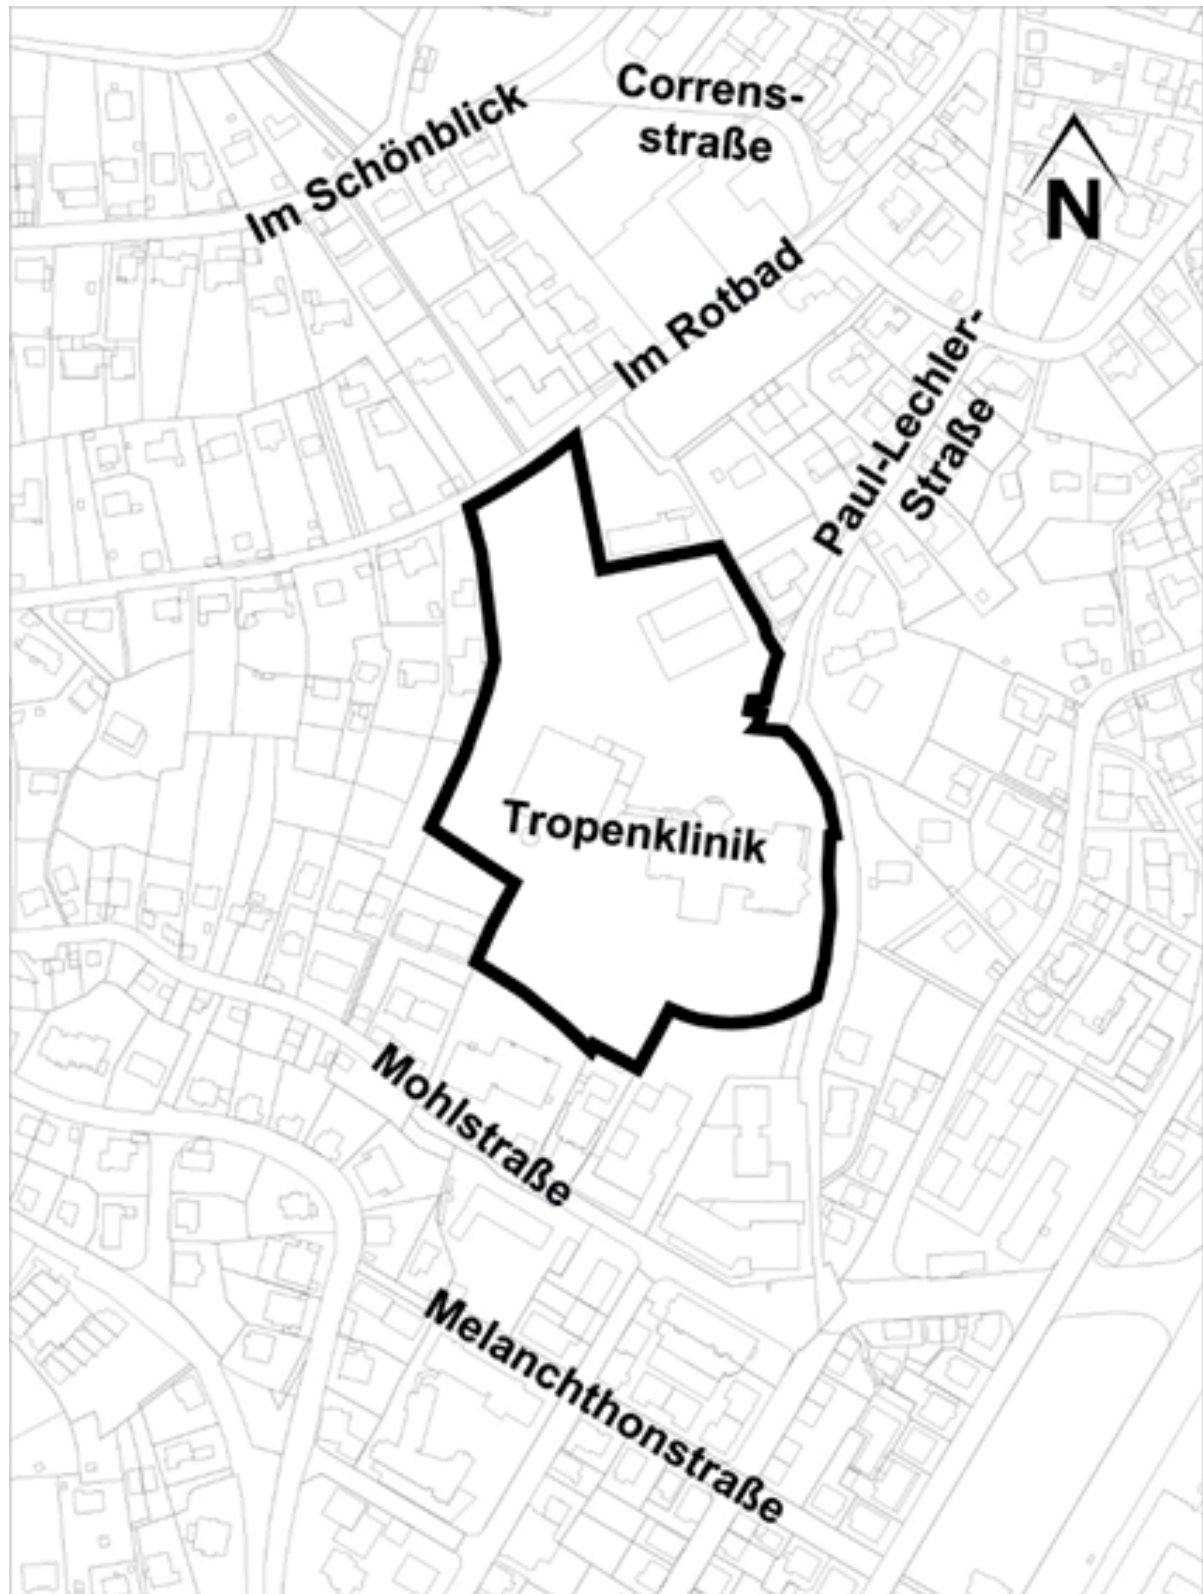 Correns-
straße
Im Schönblick
N
Im Rotbad
Paul-Lechler-
Straße
Tropenklinik
Mohlstraße
Melanchthonstraße